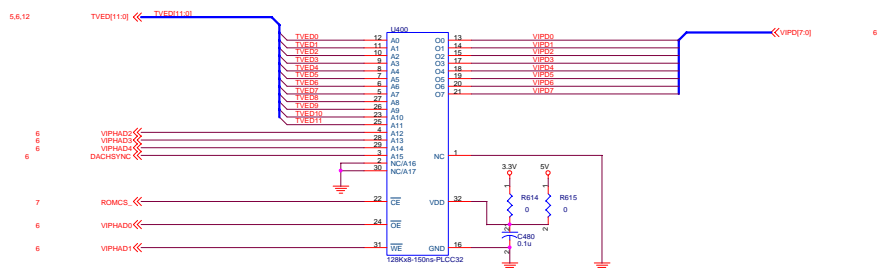 5,6,12 TVED[11:0] TVED[11:0] VIPD[7:0] 6
U400
TVED0 12 A0 O0 13 VIPD0
TVED1 11 A1 O1 14 VIPD1
TVED2 10 A2 O2 15 VIPD2
TVED3 9 A3 O3 17 VIPD3
TVED4 8 A4 O4 18 VIPD4
TVED5 7 A5 O5 19 VIPD5
TVED6 6 A6 O6 20 VIPD6
TVED7 5 A7 O7 21 VIPD7
TVED8 27 A8
TVED9 26 A9
TVED10 23 A10
TVED11 25 A11
6 VIPHAD2 4 A12
6 VIPHAD3 28 A13
6 VIPHAD4 29 A14
6 DACHSYNC 3 A15 NC 1
2 NC/A16
30 NC/A17
3.3V 5V
1 1
R614 R615
0 0
7 ROMCS_ 22 CE VDD 32
2 2
6 VIPHAD0 24 OE
1
C480
0.1u
6 VIPHAD1 31 WE GND 16
2
128Kx8-150ns-PLCC32